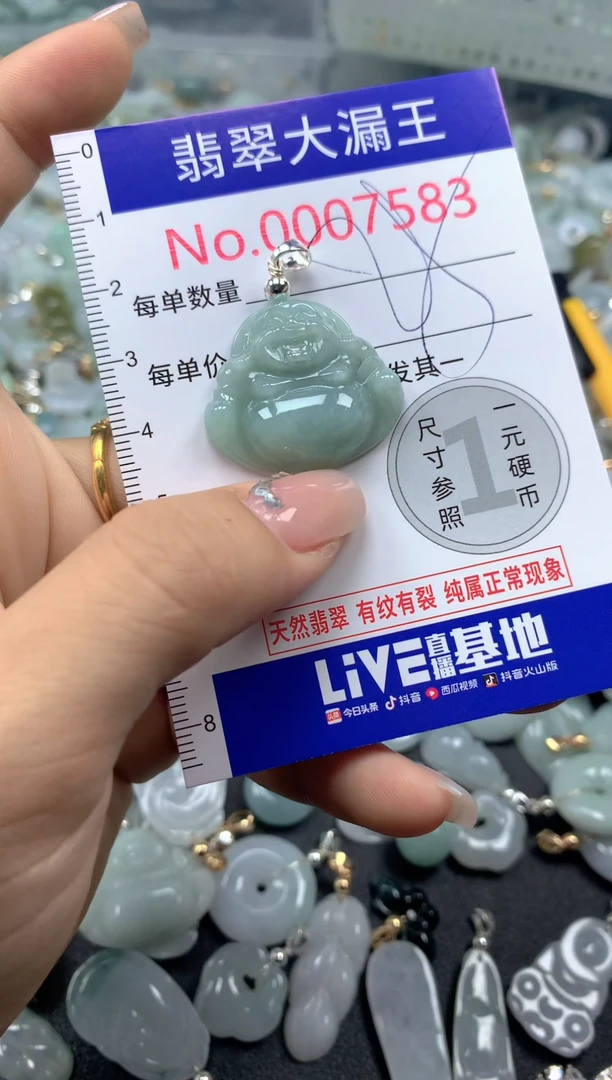 翡翠大漏王
No.0007583
0
1
2
3
4
8
每单数量
每单价
发其一
尺寸参照
1
一元硬币
天然翡翠 有纹有裂 纯属正常现象
LiVE直播基地
头条 今日头条 抖音 西瓜视频 抖音火山版